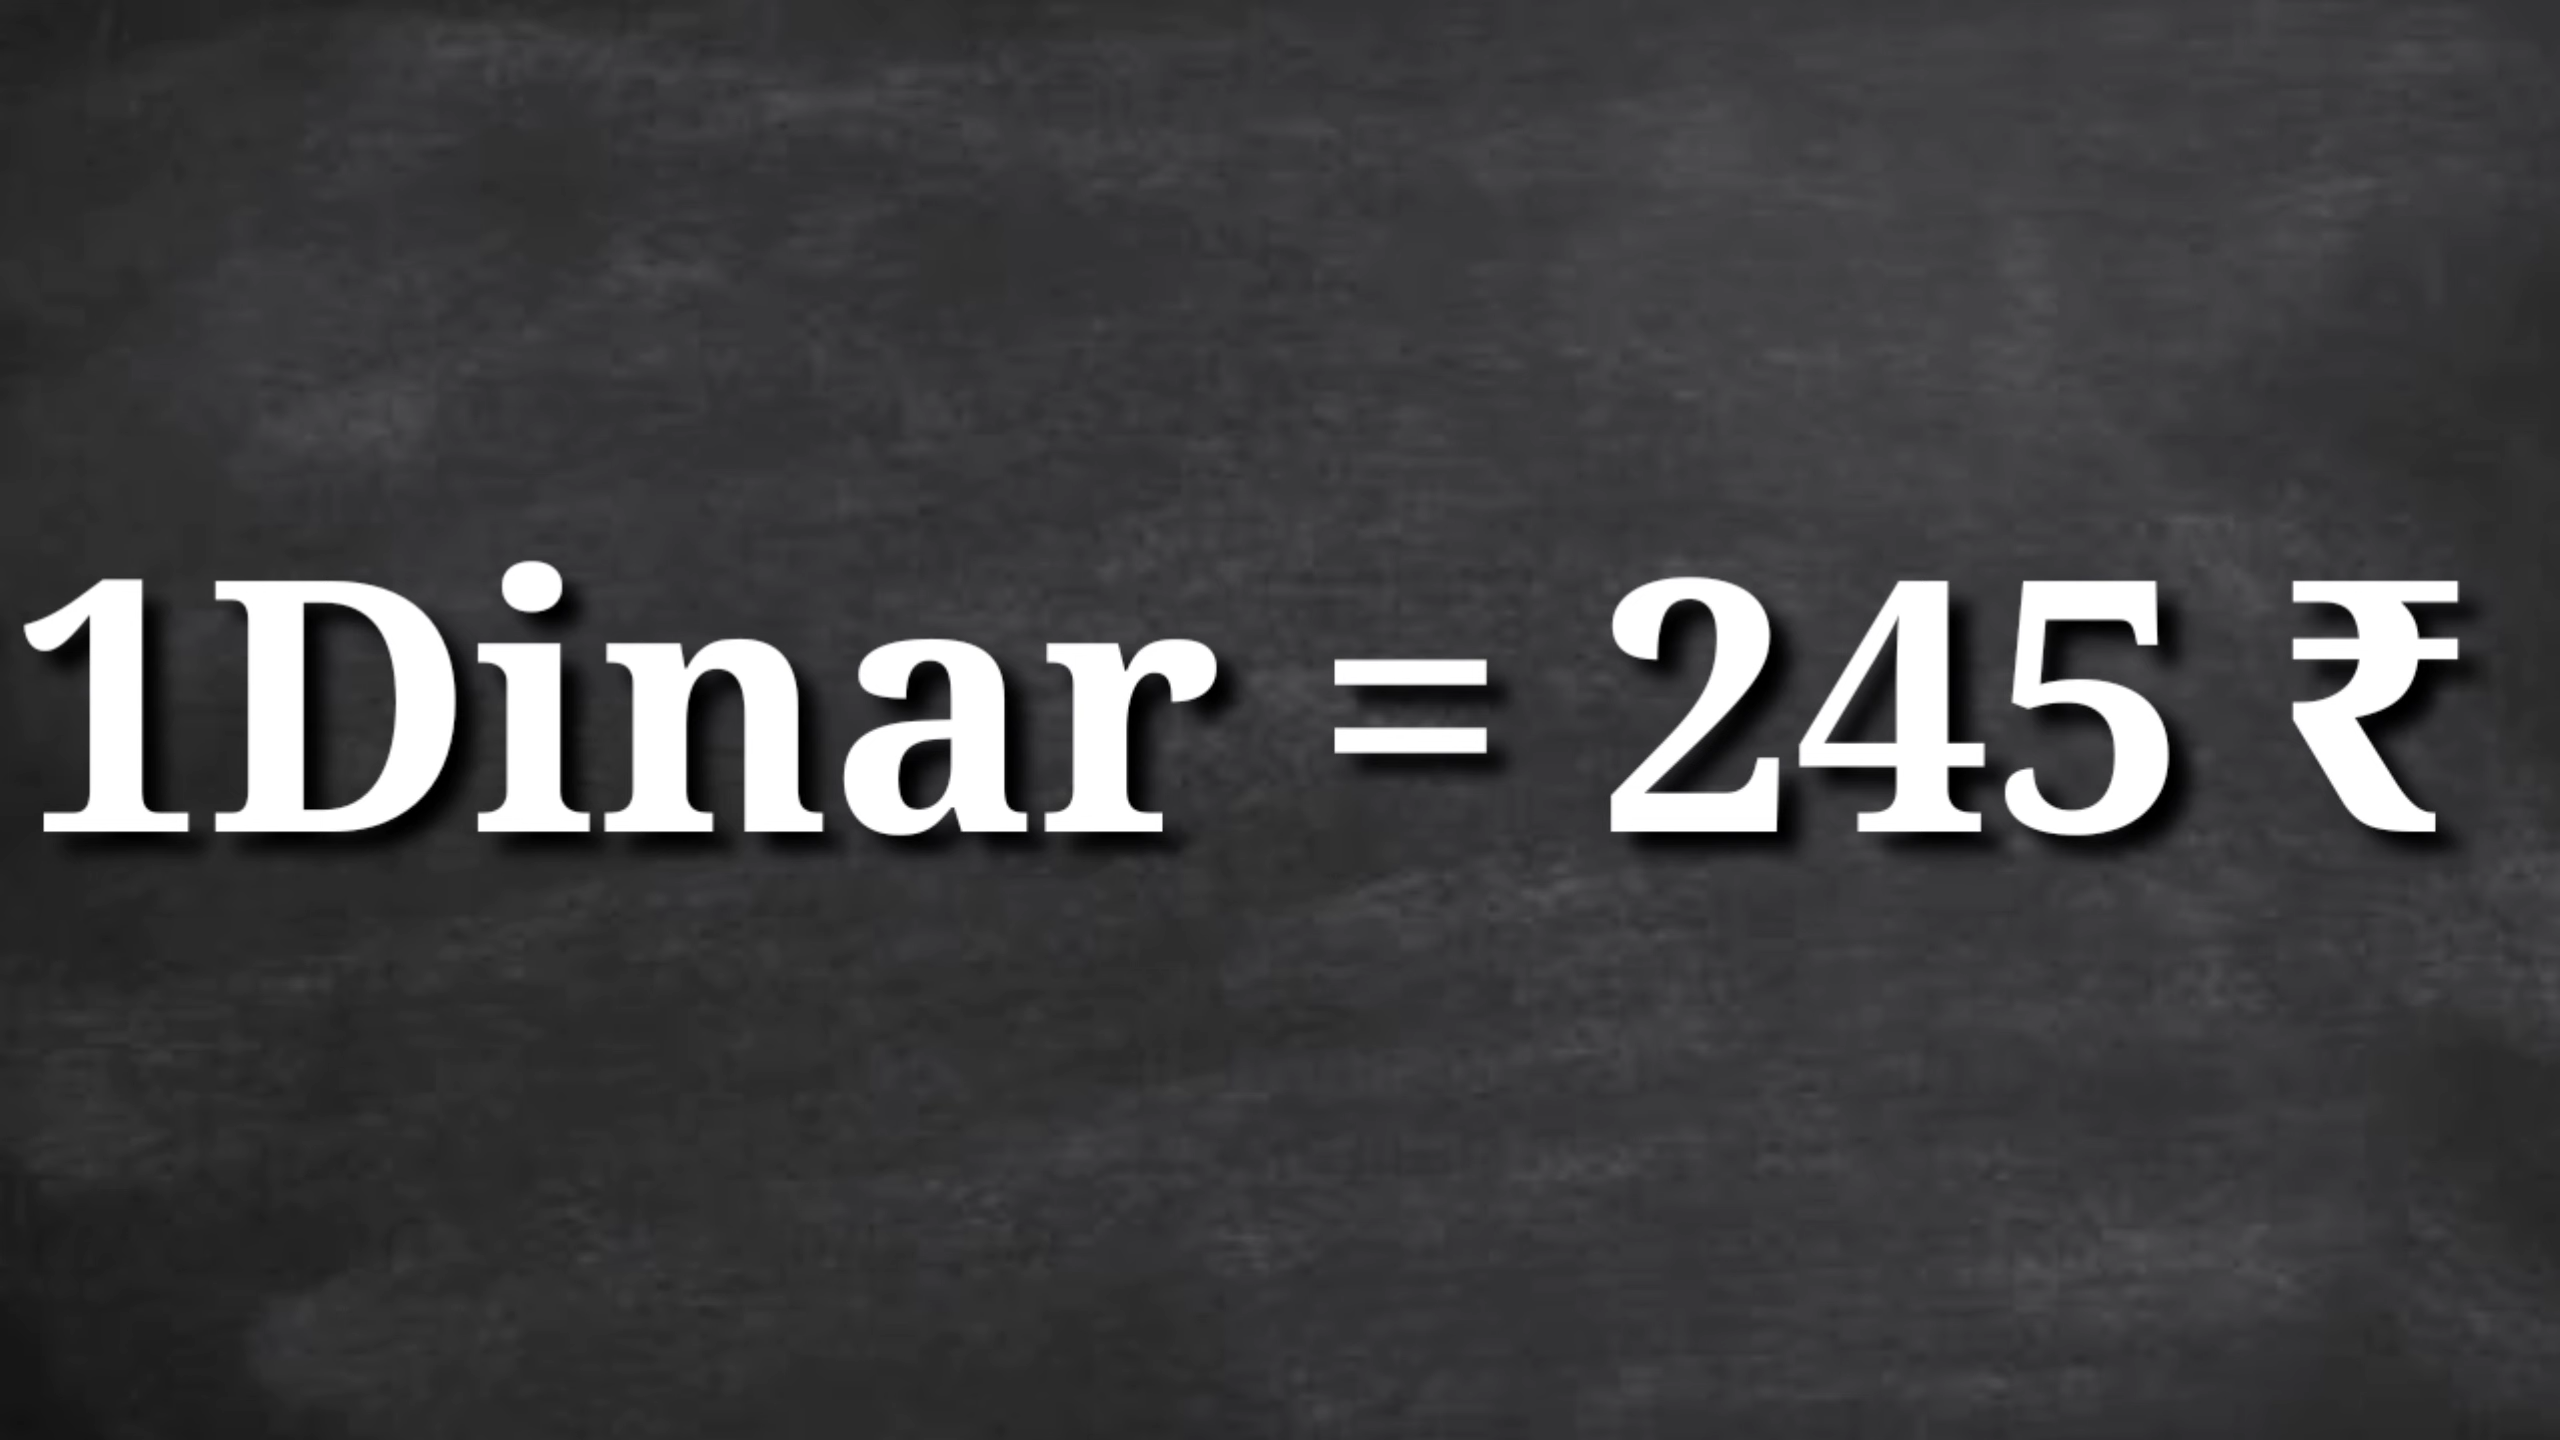 1Dinar = 245 ₹